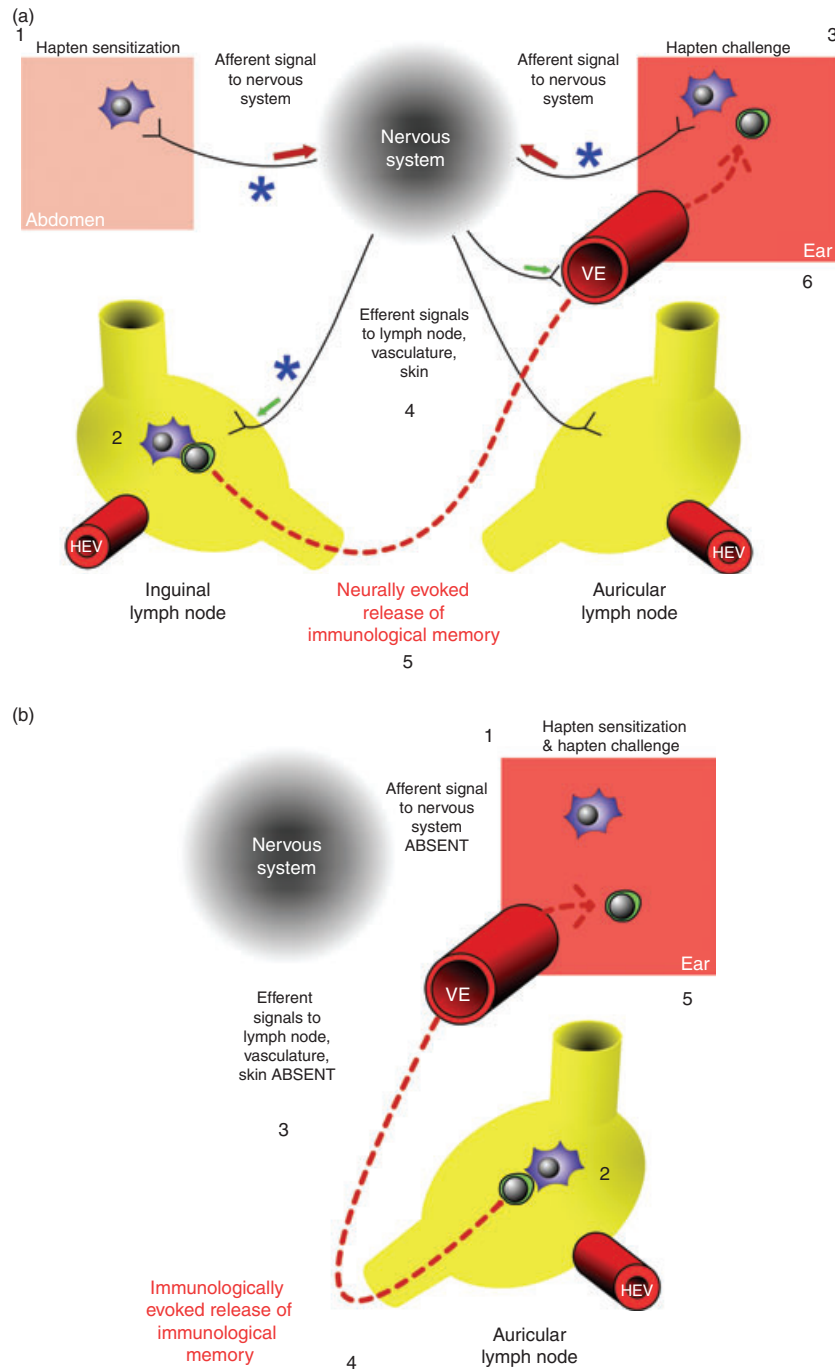 (a)
1
Hapten sensitization
Afferent signal
to nervous
system
Abdomen
Nervous
system
Afferent signal
to nervous
system
3
Hapten challenge
Ear
6
VE
Efferent signals
to lymph node,
vasculature,
skin
4
2
HEV
Inguinal
lymph node
Neurally evoked
release of
immunological memory
5
HEV
Auricular
lymph node
(b)
1
Hapten sensitization
& hapten challenge
Afferent signal
to nervous
system
ABSENT
Nervous
system
Ear
5
VE
Efferent
signals to
lymph node,
vasculature,
skin ABSENT
3
2
HEV
Immunologically
evoked release of
immunological
memory
4
Auricular
lymph node